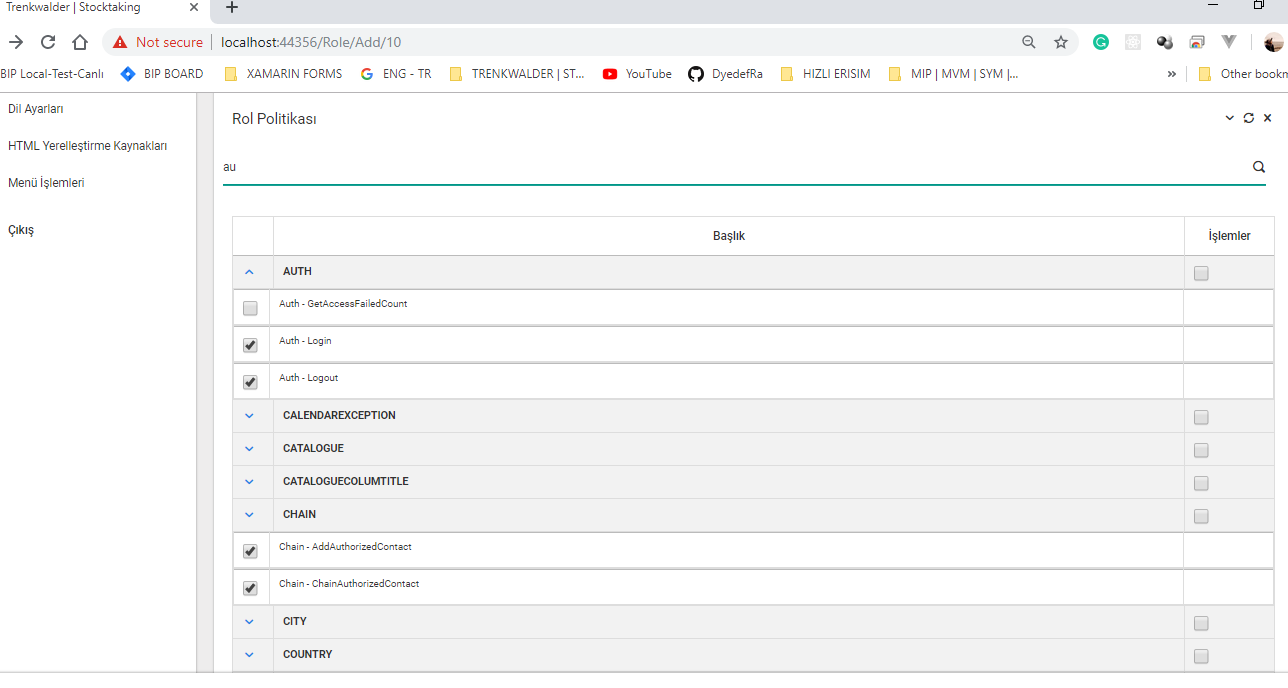 Trenkwalder | Stocktaking
Not secure | localhost:44356/Role/Add/10
BIP Local-Test-Canlı BIP BOARD XAMARIN FORMS ENG - TR TRENKWALDER | ST... YouTube DyedefRa HIZLI ERISIM MIP | MVM | SYM |... » Other bookm
Dil Ayarları
HTML Yerelleştirme Kaynakları
Menü İşlemleri
Çıkış
Rol Politikası
au
Başlık İşlemler
AUTH
Auth - GetAccessFailedCount
Auth - Login
Auth - Logout
CALENDAREXCEPTION
CATALOGUE
CATALOGUECOLUMTITLE
CHAIN
Chain - AddAuthorizedContact
Chain - ChainAuthorizedContact
CITY
COUNTRY